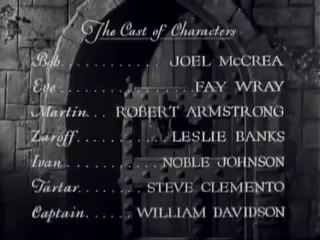 The Cast of Characters
Bob............. JOEL McCREA
Eve.................FAY WRAY
Martin... ROBERT ARMSTRONG
Zaroff...........LESLIE BANKS
Ivan............NOBLE JOHNSON
Tartar........STEVE CLEMENTO
Captain...... WILLIAM DAVIDSON